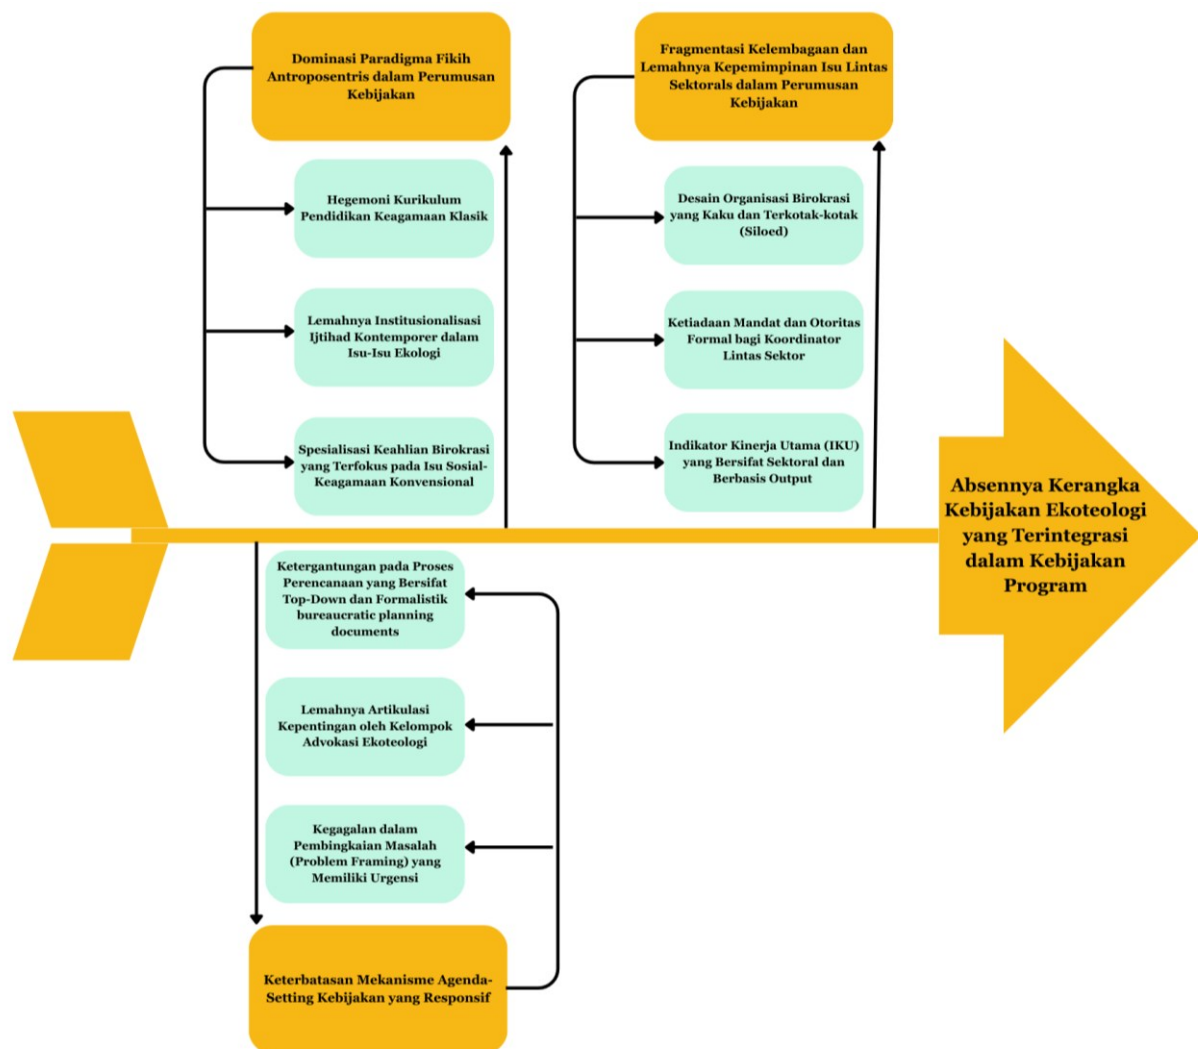 Dominasi Paradigma Fikih
Antroposentris dalam Perumusan
Kebijakan
Hegemoni Kurikulum
Pendidikan Keagamaan Klasik
Lemahnya Institusionalisasi
Ijtihad Kontemporer dalam
Isu-Isu Ekologi
Spesialisasi Keahlian Birokrasi
yang Terfokus pada Isu Sosial-
Keagamaan Konvensional
Fragmentasi Kelembagaan dan
Lemahnya Kepemimpinan Isu Lintas
Sektorals dalam Perumusan
Kebijakan
Desain Organisasi Birokrasi
yang Kaku dan Terkotak-kotak
(Siloed)
Ketiadaan Mandat dan Otoritas
Formal bagi Koordinator
Lintas Sektor
Indikator Kinerja Utama (IKU)
yang Bersifat Sektoral dan
Berbasis Output
Absennya Kerangka
Kebijakan Ekoteologi
yang Terintegrasi
dalam Kebijakan
Program
Ketergantungan pada Proses
Perencanaan yang Bersifat
Top-Down dan Formalistik
bureaucratic planning
documents
Lemahnya Artikulasi
Kepentingan oleh Kelompok
Advokasi Ekoteologi
Kegagalan dalam
Pembingkaian Masalah
(Problem Framing) yang
Memiliki Urgensi
Keterbatasan Mekanisme Agenda-
Setting Kebijakan yang Responsif